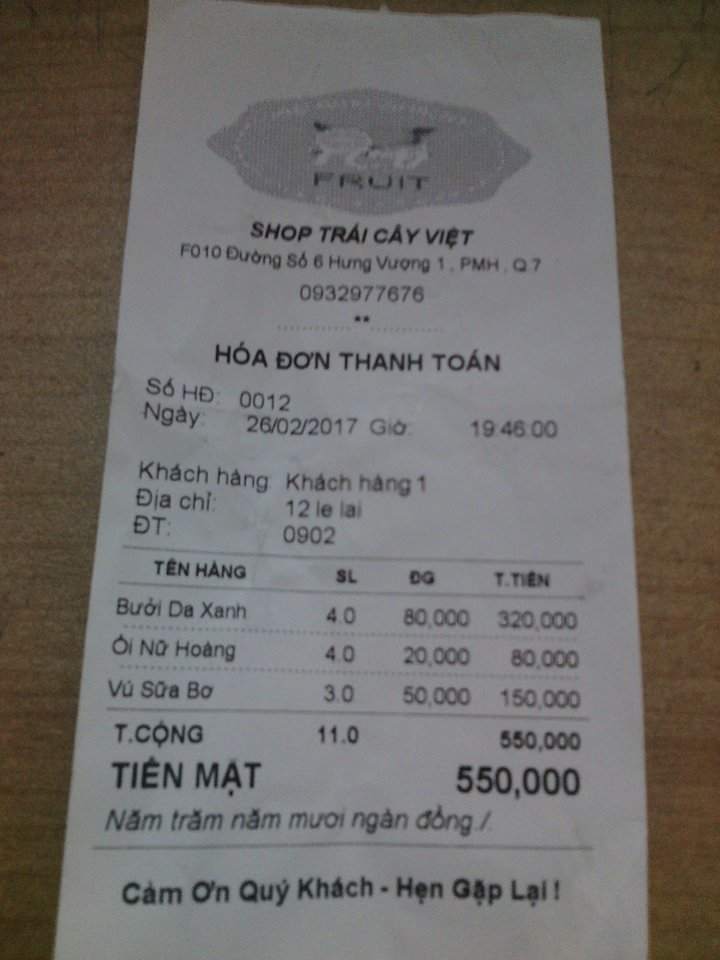 FRUIT
SHOP TRÁI CÂY VIỆT
F010 Đường Số 6 Hưng Vượng 1 , PMH , Q 7
0932977676
**
HÓA ĐƠN THANH TOÁN
Số HĐ: 0012
Ngày: 26/02/2017 Giờ: 19:46:00
Khách hàng Khách hàng 1
Địa chỉ: 12 le lai
ĐT: 0902
TÊN HÀNG SL ĐG T.TIỀN
Bưởi Da Xanh 4.0 80,000 320,000
Ổi Nữ Hoàng 4.0 20,000 80,000
Vú Sữa Bơ 3.0 50,000 150,000
T.CỘNG 11.0 550,000
TIỀN MẶT 550,000
Năm trăm năm mươi ngàn đồng./.
Cảm Ơn Quý Khách - Hẹn Gặp Lại !